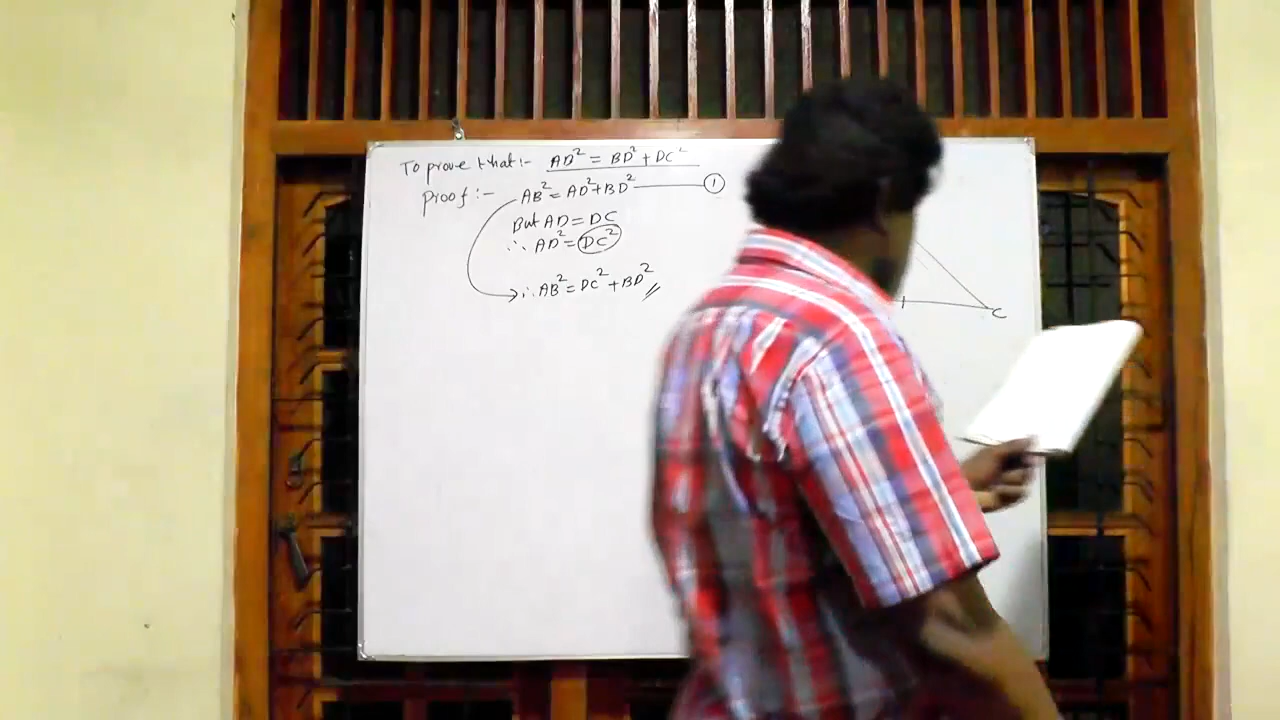 To prove that :- AD² = BD² + DC²
Proof :- AB² = AD² + BD² ——— ①
But AD = DC
∴ AD² = DC²
∴ AB² = DC² + BD² //
C